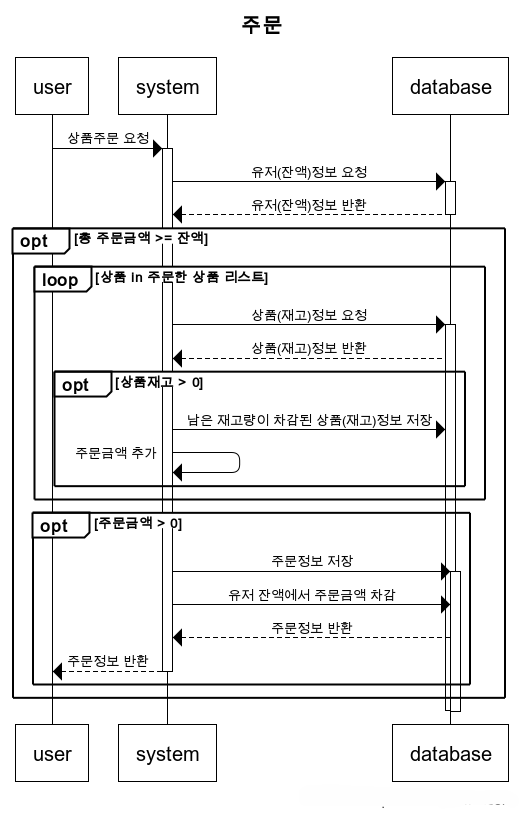 주문
user
system
database
상품주문 요청
유저(잔액)정보 요청
유저(잔액)정보 반환
opt
[총 주문금액 >= 잔액]
loop
[상품 in 주문한 상품 리스트]
상품(재고)정보 요청
상품(재고)정보 반환
opt
[상품재고 > 0]
남은 재고량이 차감된 상품(재고)정보 저장
주문금액 추가
opt
[주문금액 > 0]
주문정보 저장
유저 잔액에서 주문금액 차감
주문정보 반환
주문정보 반환
user
system
database